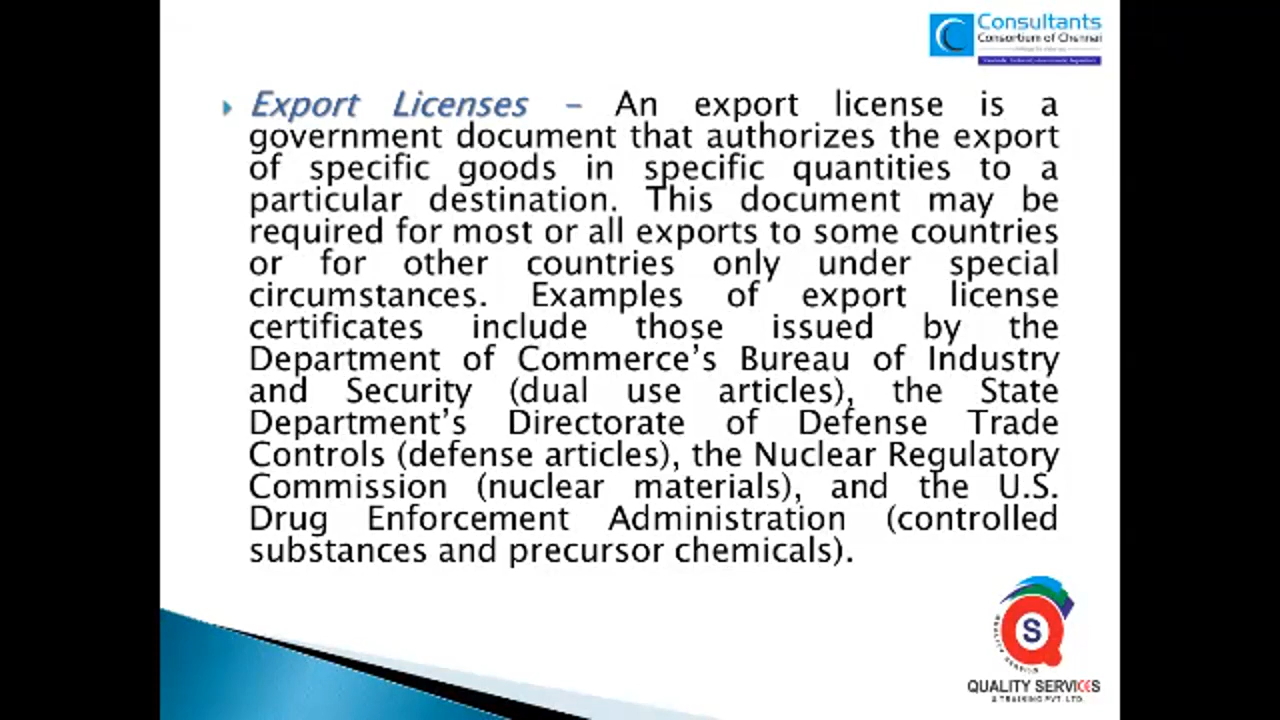 Consultants
Consortium of Chennai
Export Licenses – An export license is a
government document that authorizes the export
of specific goods in specific quantities to a
particular destination. This document may be
required for most or all exports to some countries
or for other countries only under special
circumstances. Examples of export license
certificates include those issued by the
Department of Commerce’s Bureau of Industry
and Security (dual use articles), the State
Department’s Directorate of Defense Trade
Controls (defense articles), the Nuclear Regulatory
Commission (nuclear materials), and the U.S.
Drug Enforcement Administration (controlled
substances and precursor chemicals).
S
QUALITY SERVICES
& TRAINING PVT. LTD.